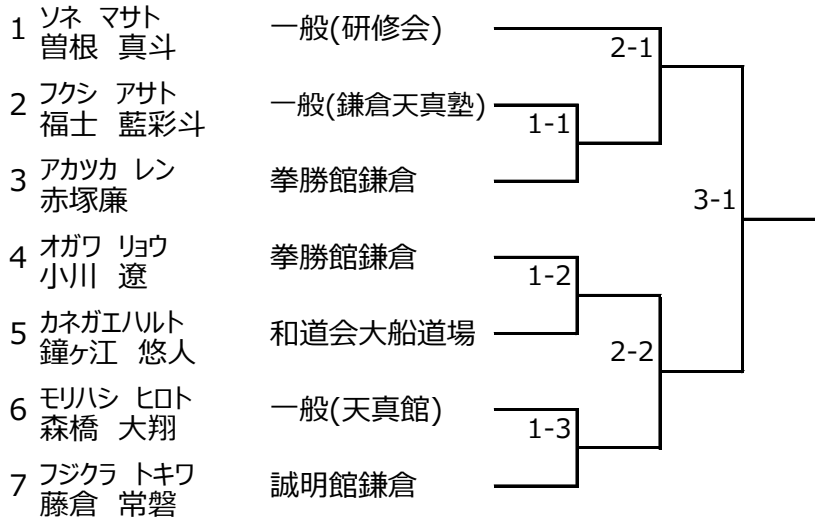 ソネ マサト
1 曽根 真斗 一般(研修会)
2-1
フクシ アサト
2 福士 藍彩斗 一般(鎌倉天真塾)
1-1
アカツカ レン
3 赤塚廉 拳勝館鎌倉
3-1
オガワ リョウ
4 小川 遼 拳勝館鎌倉
1-2
カネガエハルト
5 鐘ヶ江 悠人 和道会大船道場
2-2
モリハシ ヒロト
6 森橋 大翔 一般(天真館)
1-3
フジクラ トキワ
7 藤倉 常磐 誠明館鎌倉